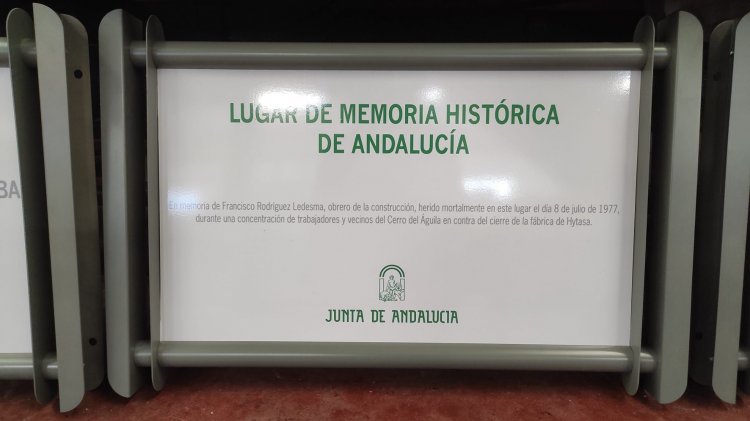 LUGAR DE MEMORIA HISTÓRICA
DE ANDALUCÍA
En memoria de Francisco Rodríguez Ledesma, obrero de la construcción, herido mortalmente en este lugar el día 8 de julio de 1977,
durante una concentración de trabajadores y vecinos del Cerro del Águila en contra del cierre de la fábrica de Hytasa.
JUNTA DE ANDALUCIA
BA